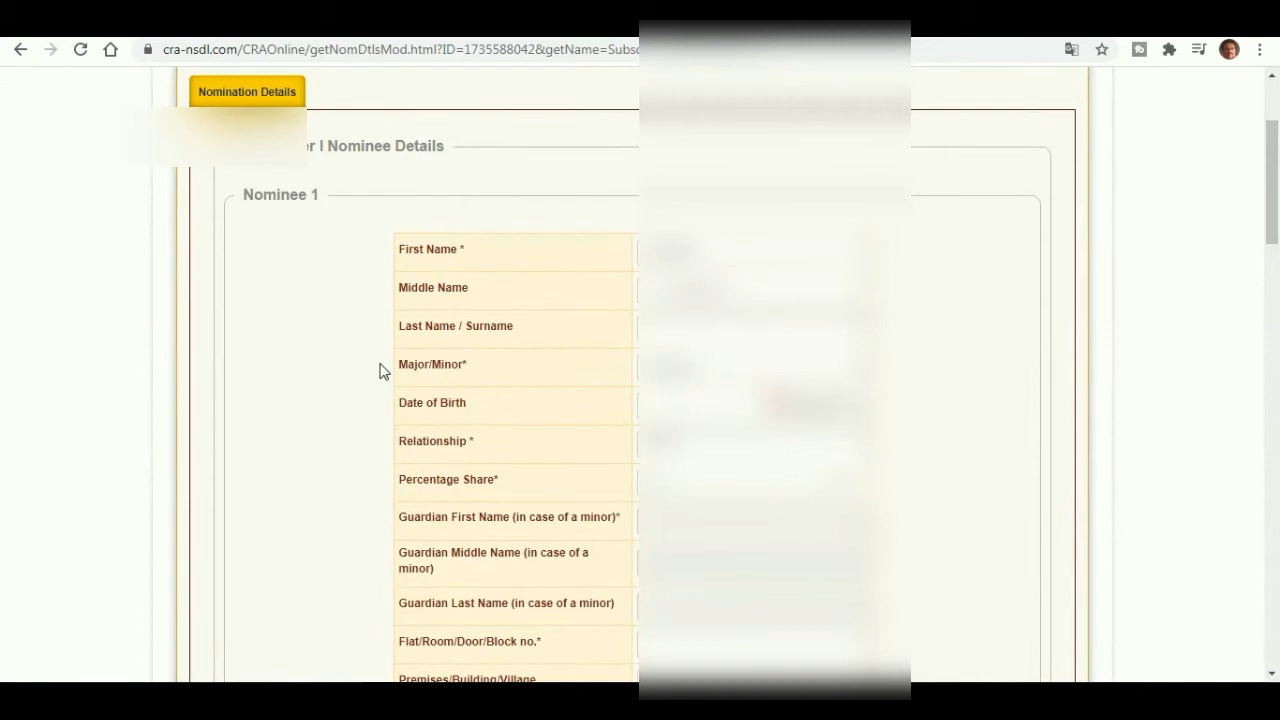 cra-nsdl.com/CRAOnline/getNomDtlsMod.html?ID=1735588042&getName=Subsc
Nomination Details
er I Nominee Details
Nominee 1
First Name *
Middle Name
Last Name / Surname
Major/Minor*
Date of Birth
Relationship *
Percentage Share*
Guardian First Name (in case of a minor)*
Guardian Middle Name (in case of a
minor)
Guardian Last Name (in case of a minor)
Flat/Room/Door/Block no.*
Premises/Building/Village